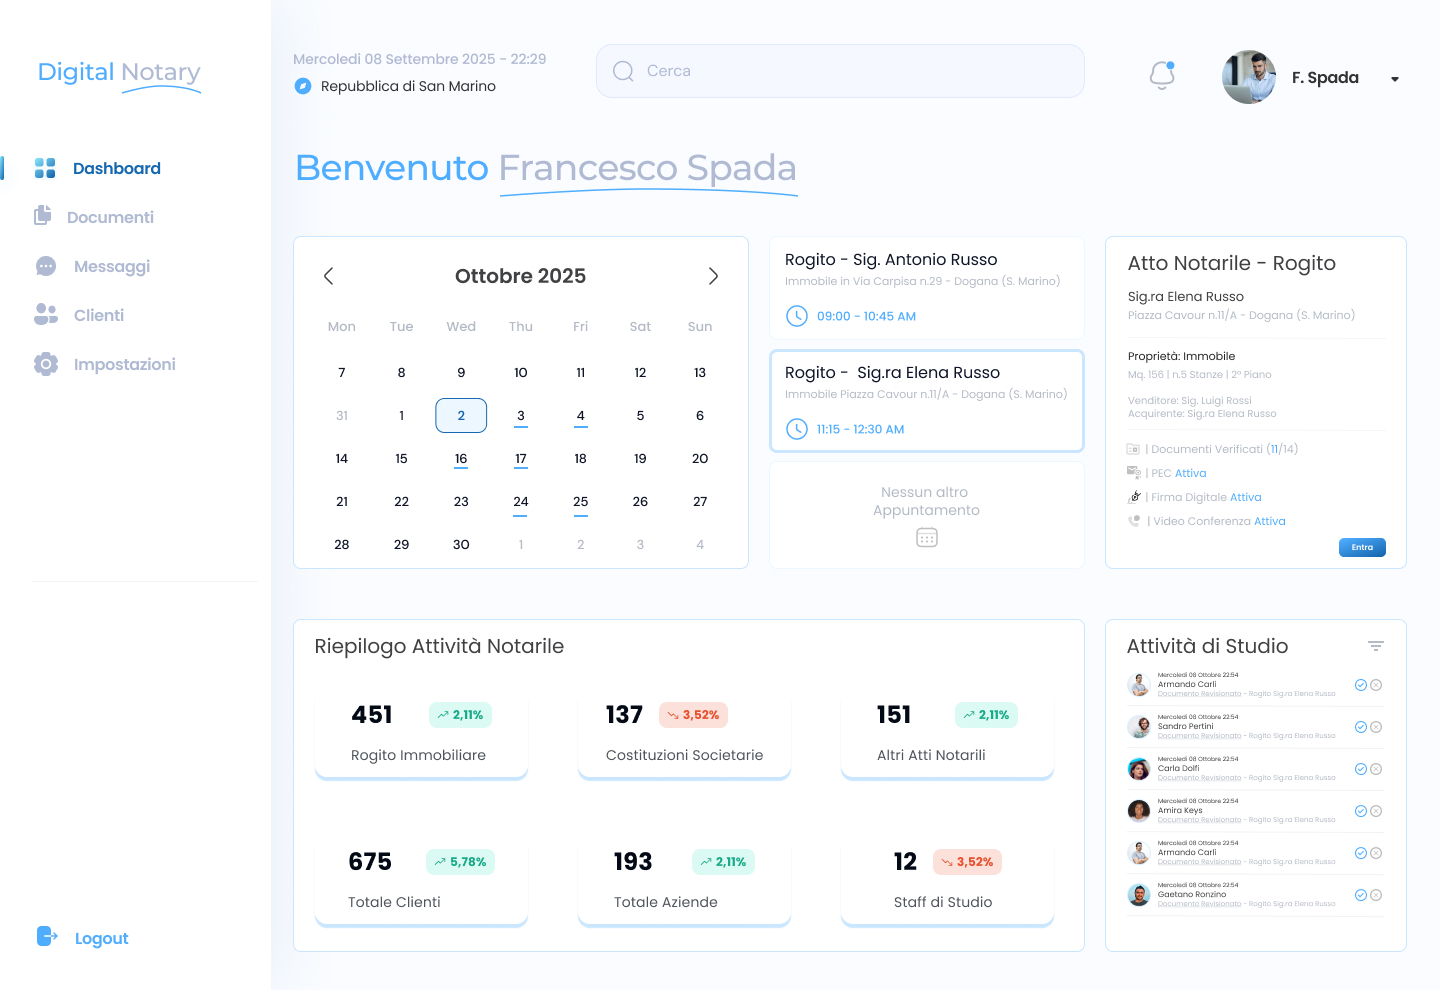 Digital Notary
Dashboard
Documenti
Messaggi
Clienti
Impostazioni
Logout
Mercoledi 08 Settembre 2025 - 22:29
Repubblica di San Marino
Cerca
F. Spada
Benvenuto Francesco Spada
Ottobre 2025
Mon Tue Wed Thu Fri Sat Sun
7 8 9 10 11 12 13
31 1 2 3 4 5 6
14 15 16 17 18 19 20
21 22 23 24 25 26 27
28 29 30 1 2 3 4
Rogito - Sig. Antonio Russo
Immobile in Via Carpisa n.29 - Dogana (S. Marino)
09:00 - 10:45 AM
Rogito - Sig.ra Elena Russo
Immobile Piazza Cavour n.11/A - Dogana (S. Marino)
11:15 - 12:30 AM
Nessun altro
Appuntamento
Atto Notarile - Rogito
Sig.ra Elena Russo
Piazza Cavour n.11/A - Dogana (S. Marino)
Proprietà: Immobile
Mq. 156 | n.5 Stanze | 2° Piano
Venditore: Sig. Luigi Rossi
Acquirente: Sig.ra Elena Russo
| Documenti Verificati (11/14)
| PEC Attiva
| Firma Digitale Attiva
| Video Conferenza Attiva
Entra
Riepilogo Attività Notarile
451 2,11%
Rogito Immobiliare
137 3,52%
Costituzioni Societarie
151 2,11%
Altri Atti Notarili
675 5,78%
Totale Clienti
193 2,11%
Totale Aziende
12 3,52%
Staff di Studio
Attività di Studio
Mercoledì 08 Ottobre 22:54
Armando Carli
Documento Revisionato - Rogito Sig.ra Elena Russo
Mercoledì 08 Ottobre 22:54
Sandro Pertini
Documento Revisionato - Rogito Sig.ra Elena Russo
Mercoledì 08 Ottobre 22:54
Carla Dolfi
Documento Revisionato - Rogito Sig.ra Elena Russo
Mercoledì 08 Ottobre 22:54
Amira Keys
Documento Revisionato - Rogito Sig.ra Elena Russo
Mercoledì 08 Ottobre 22:54
Armando Carli
Documento Revisionato - Rogito Sig.ra Elena Russo
Mercoledì 08 Ottobre 22:54
Gaetano Ronzino
Documento Revisionato - Rogito Sig.ra Elena Russo